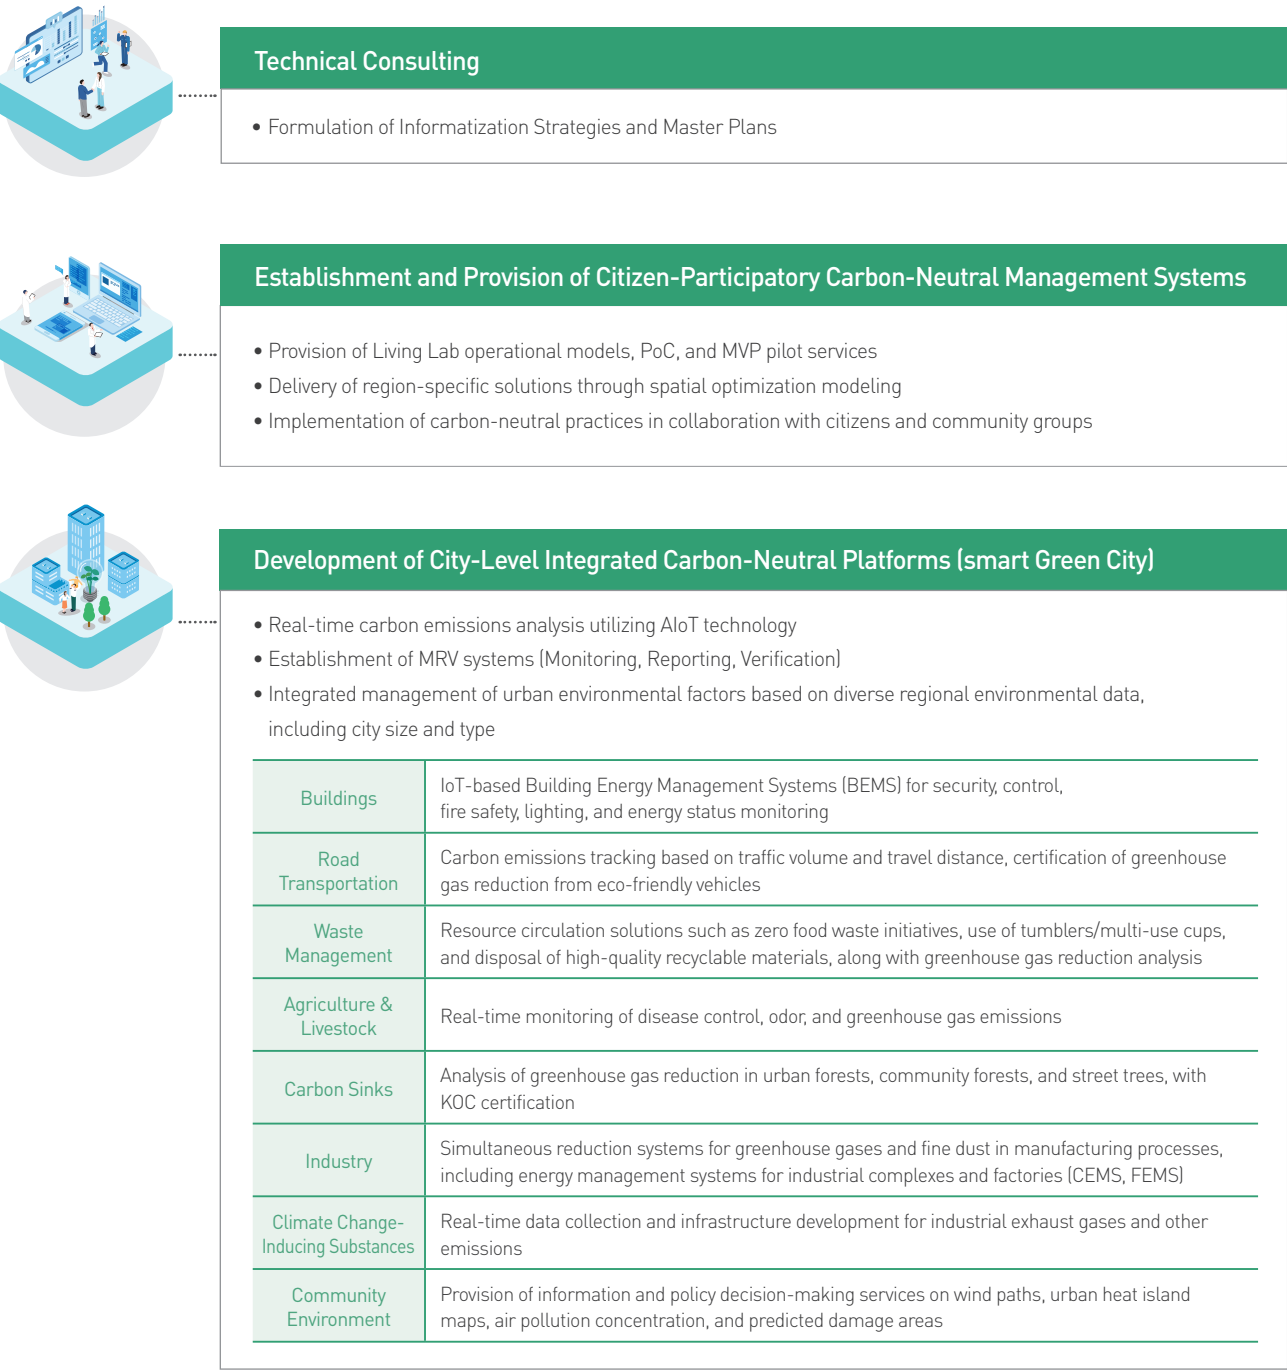 Technical Consulting
• Formulation of Informatization Strategies and Master Plans
Establishment and Provision of Citizen-Participatory Carbon-Neutral Management Systems
• Provision of Living Lab operational models, PoC, and MVP pilot services
• Delivery of region-specific solutions through spatial optimization modeling
• Implementation of carbon-neutral practices in collaboration with citizens and community groups
Development of City-Level Integrated Carbon-Neutral Platforms (smart Green City)
• Real-time carbon emissions analysis utilizing AIoT technology
• Establishment of MRV systems (Monitoring, Reporting, Verification)
• Integrated management of urban environmental factors based on diverse regional environmental data,
including city size and type
Buildings
IoT-based Building Energy Management Systems (BEMS) for security, control,
fire safety, lighting, and energy status monitoring
Road
Transportation
Carbon emissions tracking based on traffic volume and travel distance, certification of greenhouse
gas reduction from eco-friendly vehicles
Waste
Management
Resource circulation solutions such as zero food waste initiatives, use of tumblers/multi-use cups,
and disposal of high-quality recyclable materials, along with greenhouse gas reduction analysis
Agriculture &
Livestock
Real-time monitoring of disease control, odor, and greenhouse gas emissions
Carbon Sinks
Analysis of greenhouse gas reduction in urban forests, community forests, and street trees, with
KOC certification
Industry
Simultaneous reduction systems for greenhouse gases and fine dust in manufacturing processes,
including energy management systems for industrial complexes and factories (CEMS, FEMS)
Climate Change-
Inducing Substances
Real-time data collection and infrastructure development for industrial exhaust gases and other
emissions
Community
Environment
Provision of information and policy decision-making services on wind paths, urban heat island
maps, air pollution concentration, and predicted damage areas